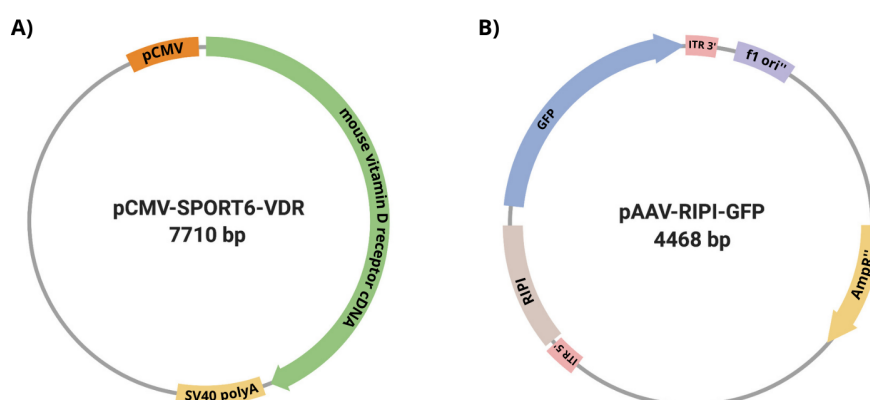 A)
pCMV
mouse vitamin D receptor cDNA
pCMV-SPORT6-VDR
7710 bp
SV40 polyA
B)
ITR 3'
f1 ori"
GFP
pAAV-RIPI-GFP
4468 bp
AmpR"
RIPI
ITR 5'